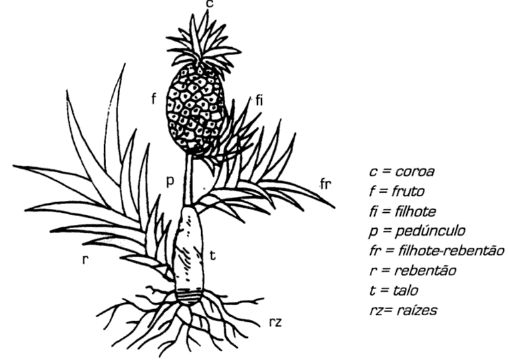 c
f
fi
p
fr
r
t
rz
c = coroa
f = fruto
fi = filhote
p = pedúnculo
fr = filhote-rebentão
r = rebentão
t = talo
rz= raízes